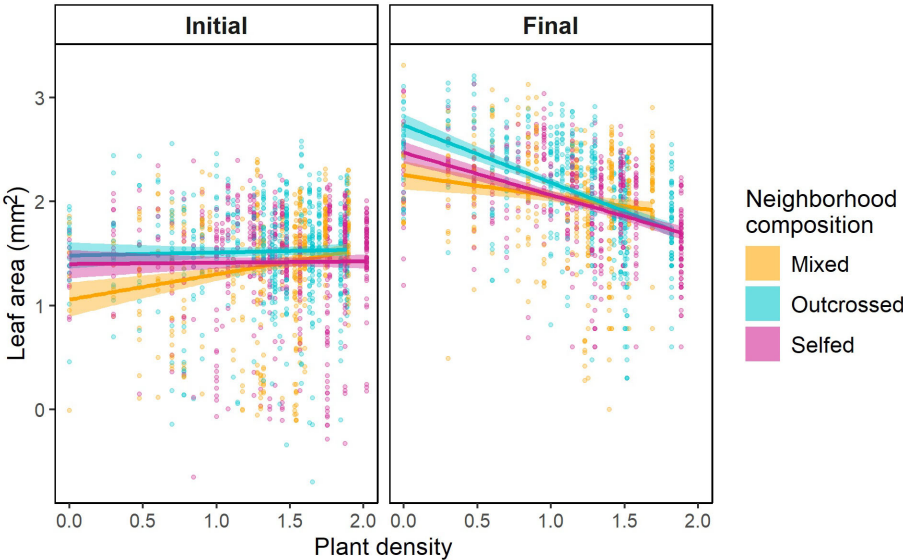 Initial
Final
3
2
1
0
Leaf area (mm²)
0.0 0.5 1.0 1.5 2.0
0.0 0.5 1.0 1.5 2.0
Plant density
Neighborhood
composition
Mixed
Outcrossed
Selfed